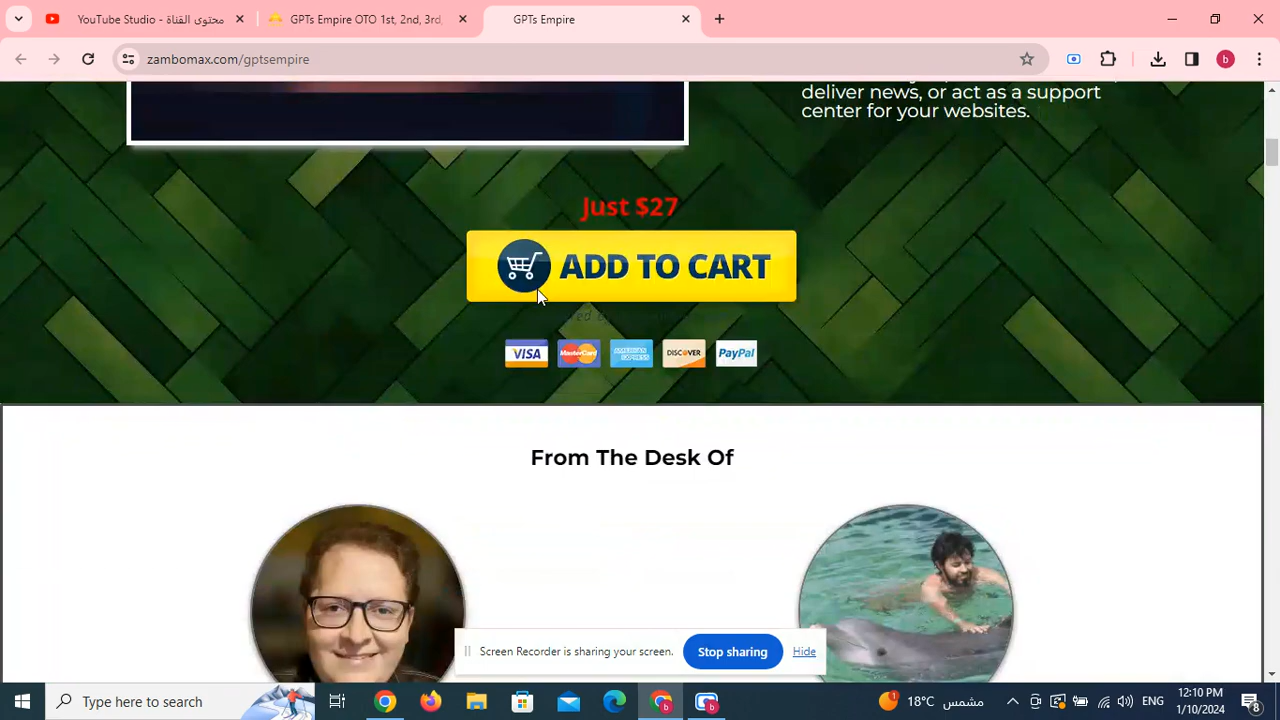 YouTube Studio - محتوى القناة
GPTs Empire OTO 1st, 2nd, 3rd,
GPTs Empire
zambomax.com/gptsempire
deliver news, or act as a support
center for your websites.
Just $27
ADD TO CART
VISA
MasterCard
AMERICAN EXPRESS
DISCOVER
PayPal
From The Desk Of
Screen Recorder is sharing your screen.
Stop sharing
Hide
Type here to search
1
18°C
مشمس
ENG
12:10 PM
1/10/2024
8